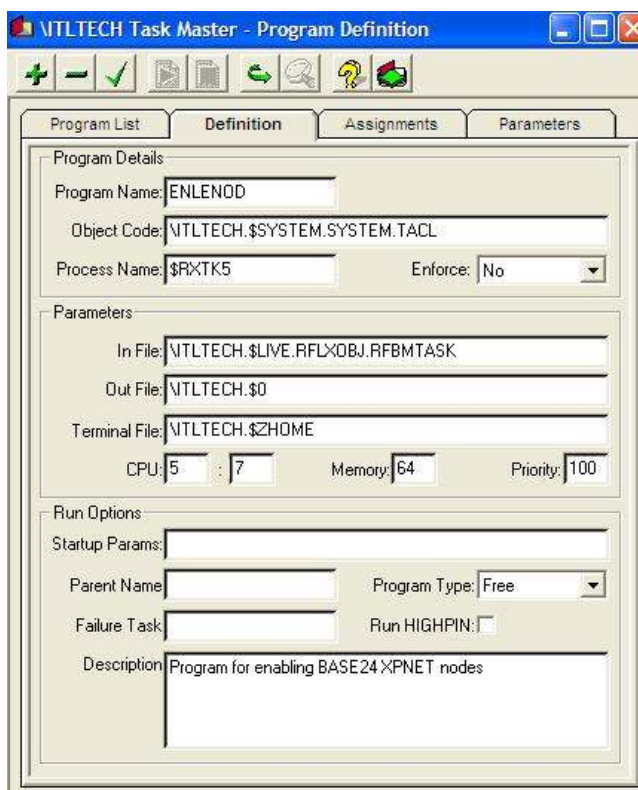 \ITLTECH Task Master - Program Definition
Program List Definition Assignments Parameters
Program Details
Program Name: ENLENOD
Object Code: \ITLTECH.$SYSTEM.SYSTEM.TACL
Process Name: $RXTK5 Enforce: No
Parameters
In File: \ITLTECH.$LIVE.RFLXOBJ.RFBMTASK
Out File: \ITLTECH.$0
Terminal File: \ITLTECH.$ZHOME
CPU: 5 : 7 Memory: 64 Priority: 100
Run Options
Startup Params:
Parent Name Program Type: Free
Failure Task Run HIGHPIN:
Description Program for enabling BASE24 XPNET nodes